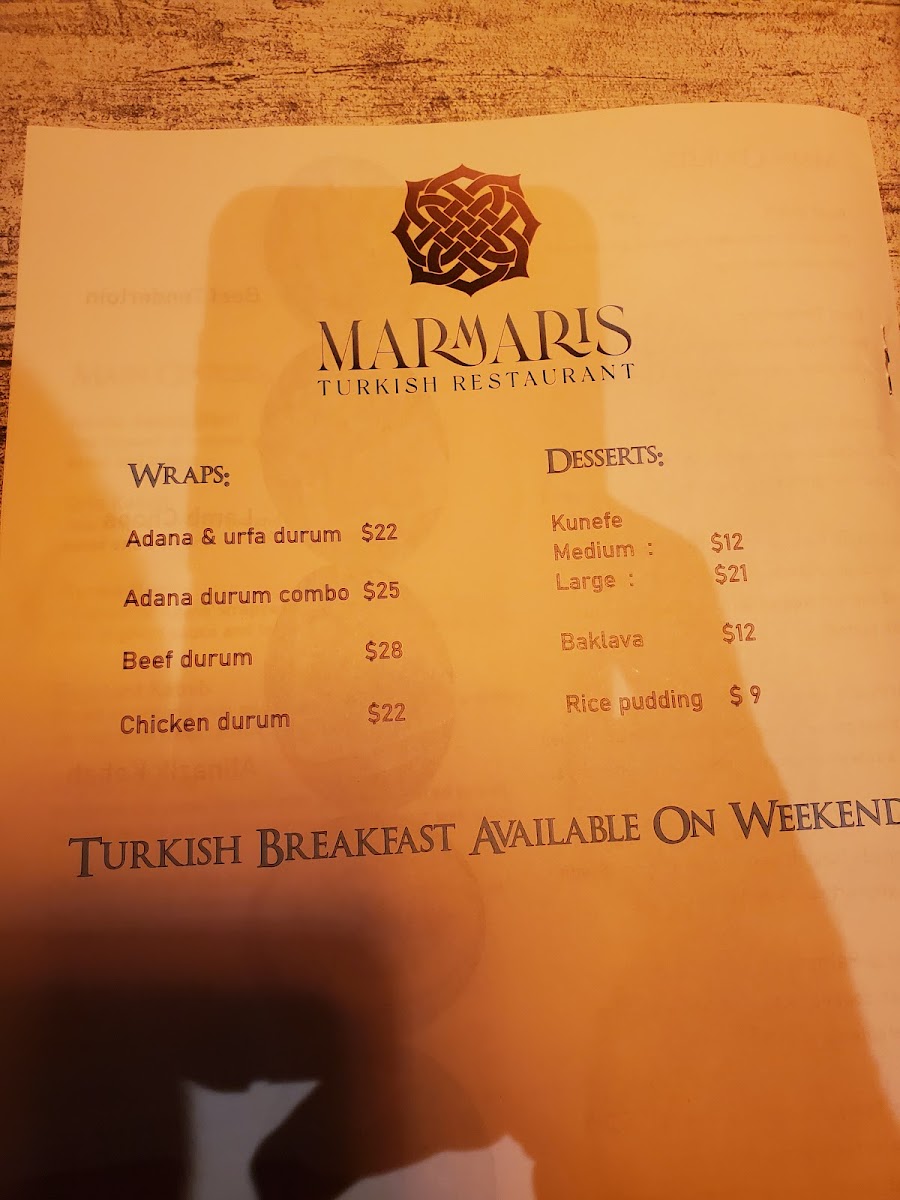 MARMARIS
TURKISH RESTAURANT
WRAPS:
Adana & urfa durum $22
Adana durum combo $25
Beef durum $28
Chicken durum $22
DESSERTS:
Kunefe
Medium : $12
Large : $21
Baklava $12
Rice pudding $ 9
TURKISH BREAKFAST AVAILABLE ON WEEKEND